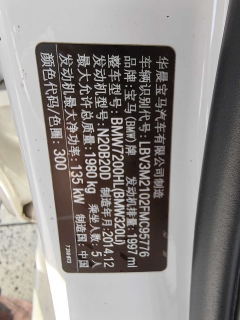 华晨宝马汽车有限公司制造
车辆识别代号: LBV3M2102FMC95776
品牌: 宝马(BMW)牌 发动机排量: 1997 ml
整车型号: BMW7200HL(BMW320Li)
发动机型号: N20B20D 制造年月: 2014.12
最大允许总质量: 1980 kg 乘坐人数: 5人
发动机最大净功率: 135 kW 制造国: 中国
颜色代码/色圈: 300